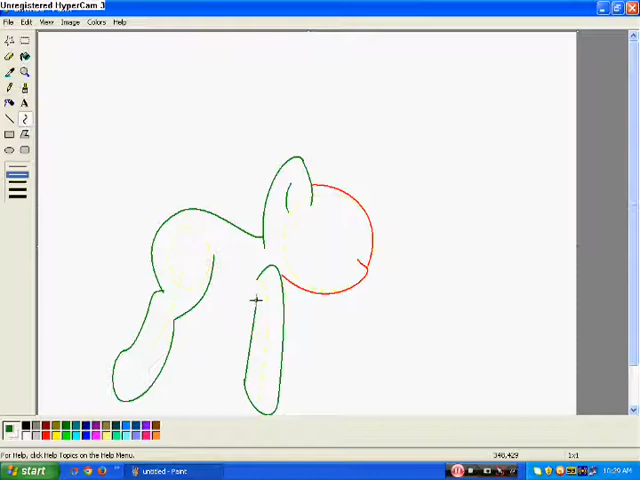 Unregistered HyperCam 3
File Edit View Image Colors Help
A
For Help, click Help Topics on the Help Menu.
348,429
1x1
start
untitled - Paint
10:29 AM